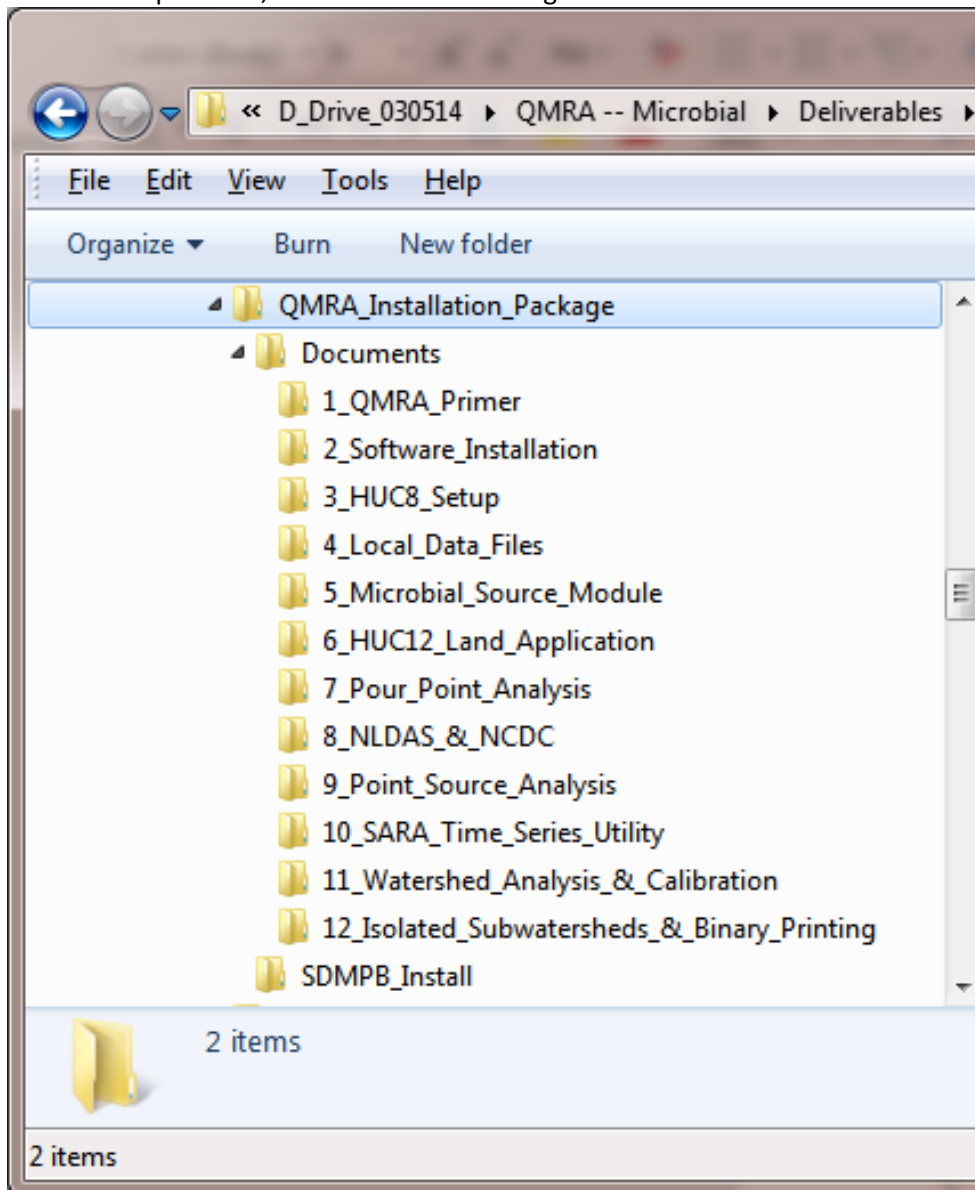 « D_Drive_030514 ▸ QMRA -- Microbial ▸ Deliverables ▸
File Edit View Tools Help
Organize ▾ Burn New folder
QMRA_Installation_Package
Documents
1_QMRA_Primer
2_Software_Installation
3_HUC8_Setup
4_Local_Data_Files
5_Microbial_Source_Module
6_HUC12_Land_Application
7_Pour_Point_Analysis
8_NLDAS_&_NCDC
9_Point_Source_Analysis
10_SARA_Time_Series_Utility
11_Watershed_Analysis_&_Calibration
12_Isolated_Subwatersheds_&_Binary_Printing
SDMPB_Install
2 items
2 items